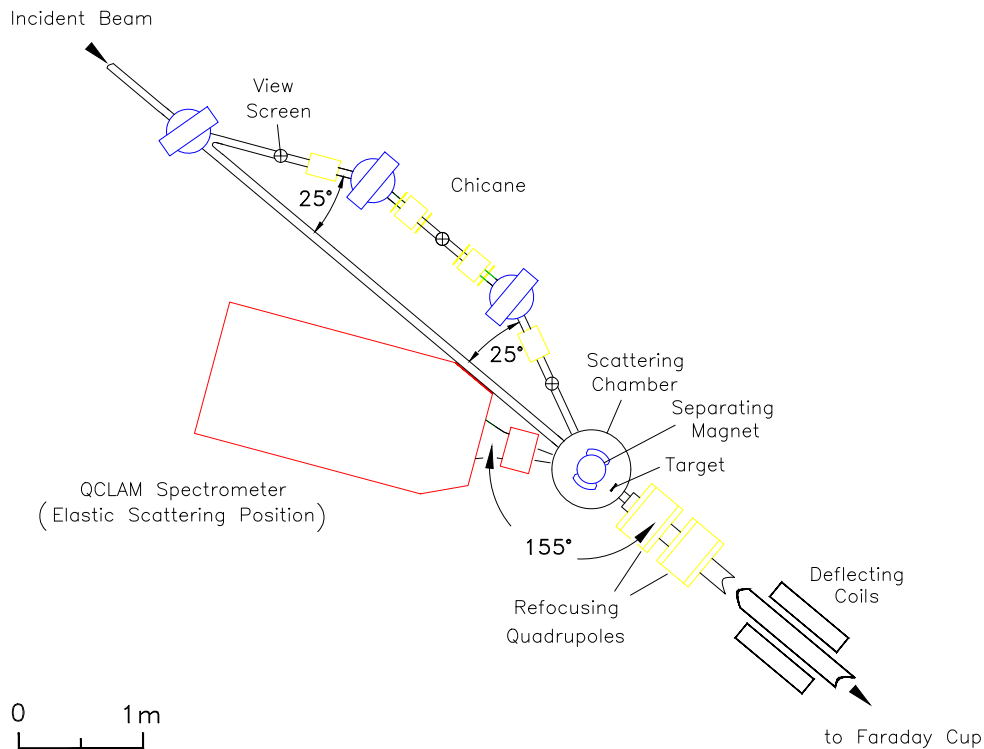 Incident Beam
View
Screen
25°
Chicane
25°
Scattering
Chamber
Separating
Magnet
Target
QCLAM Spectrometer
(Elastic Scattering Position)
155°
Refocusing
Quadrupoles
Deflecting
Coils
0 1m
to Faraday Cup